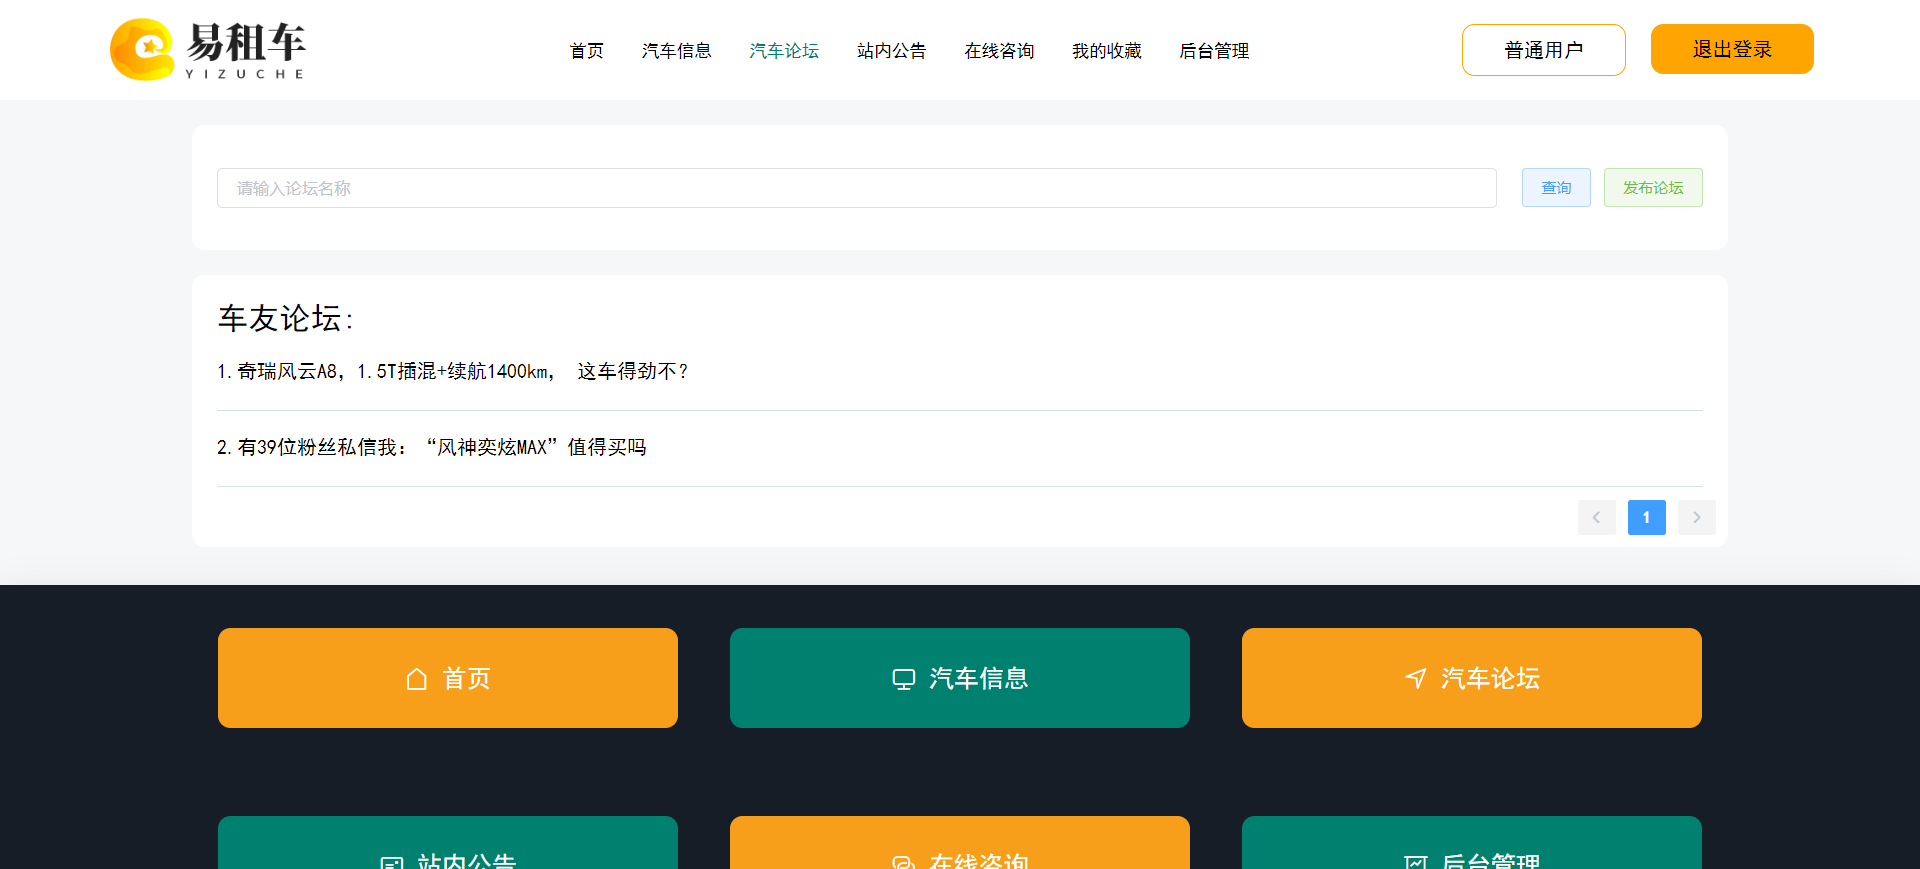 易租车
YIZUCHE
首页 汽车信息 汽车论坛 站内公告 在线咨询 我的收藏 后台管理 普通用户 退出登录
请输入论坛名称 查询 发布论坛
车友论坛:
1. 奇瑞风云A8，1.5T插混+续航1400km， 这车得劲不？
2. 有39位粉丝私信我：“风神奕炫MAX”值得买吗
1
首页 汽车信息 汽车论坛
站内公告 在线咨询 后台管理